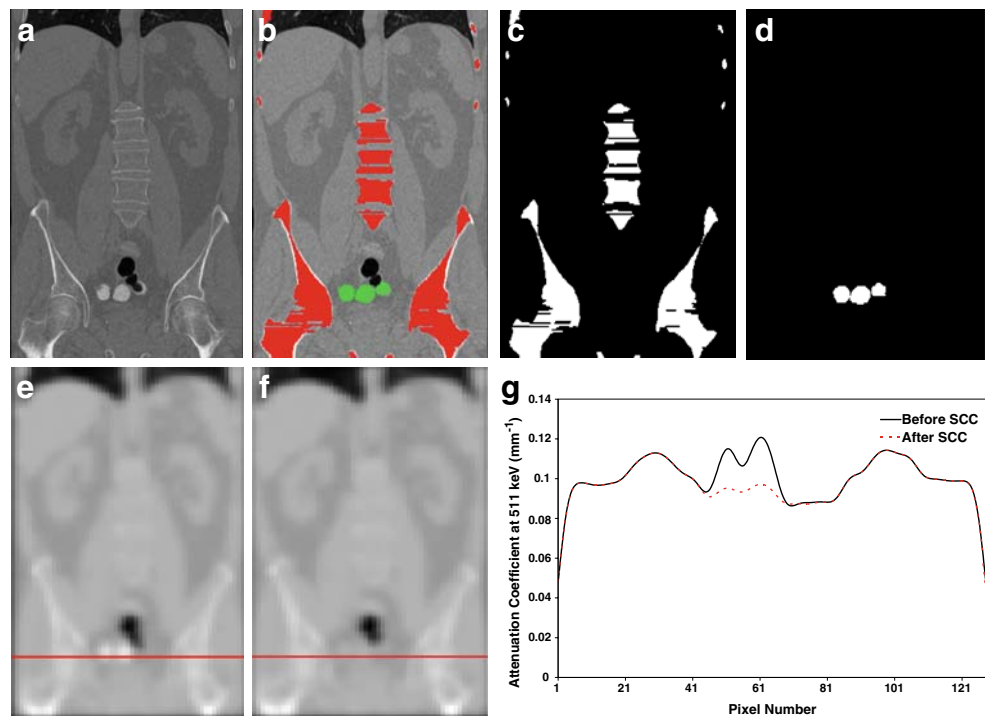 a
b
c
d
e
f
g
Attenuation Coefficient at 511 keV (mm⁻¹)
0.14
0.12
0.1
0.08
0.06
0.04
0.02
0
Before SCC
After SCC
1
21
41
61
81
101
121
Pixel Number